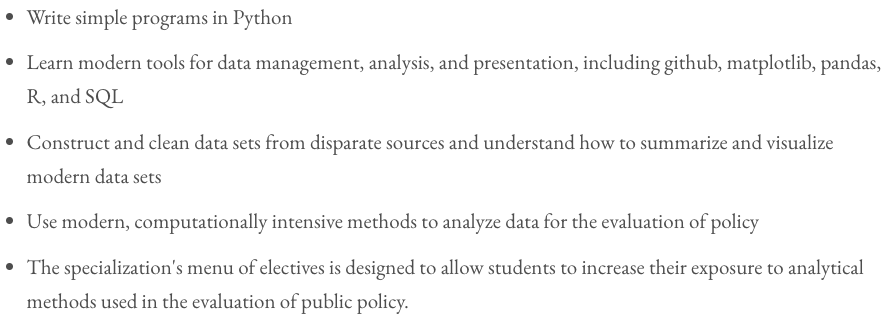 • Write simple programs in Python
• Learn modern tools for data management, analysis, and presentation, including github, matplotlib, pandas,
R, and SQL
• Construct and clean data sets from disparate sources and understand how to summarize and visualize
modern data sets
• Use modern, computationally intensive methods to analyze data for the evaluation of policy
• The specialization's menu of electives is designed to allow students to increase their exposure to analytical
methods used in the evaluation of public policy.